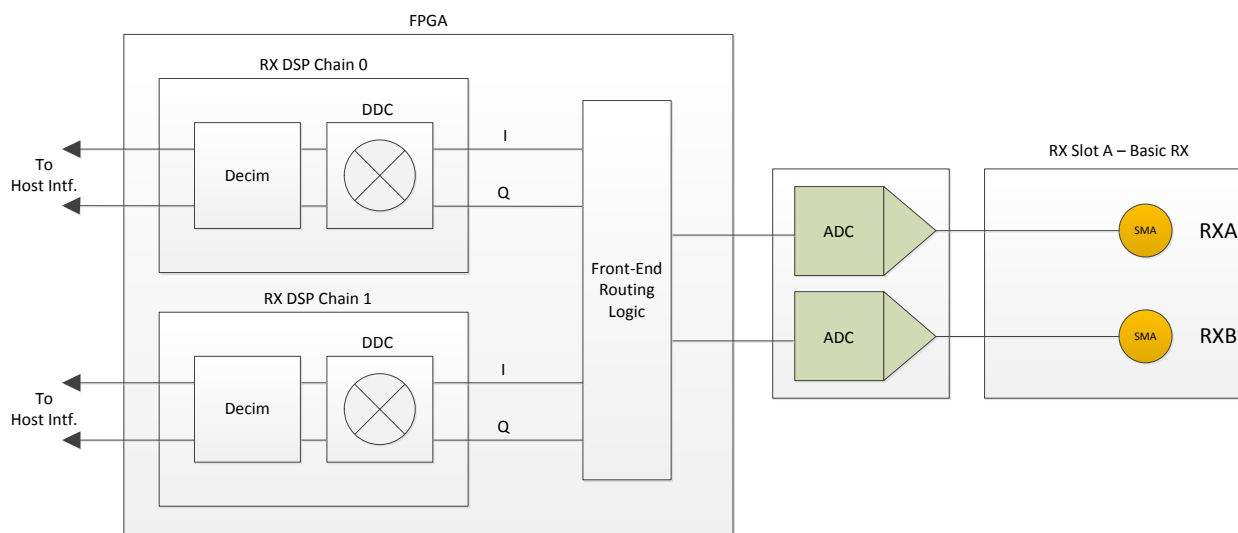 FPGA
RX DSP Chain 0
DDC
I
Decim
Q
To
Host Intf.
RX Slot A – Basic RX
ADC
SMA
RXA
Front-End
Routing
Logic
RX DSP Chain 1
DDC
ADC
SMA
RXB
I
Decim
Q
To
Host Intf.